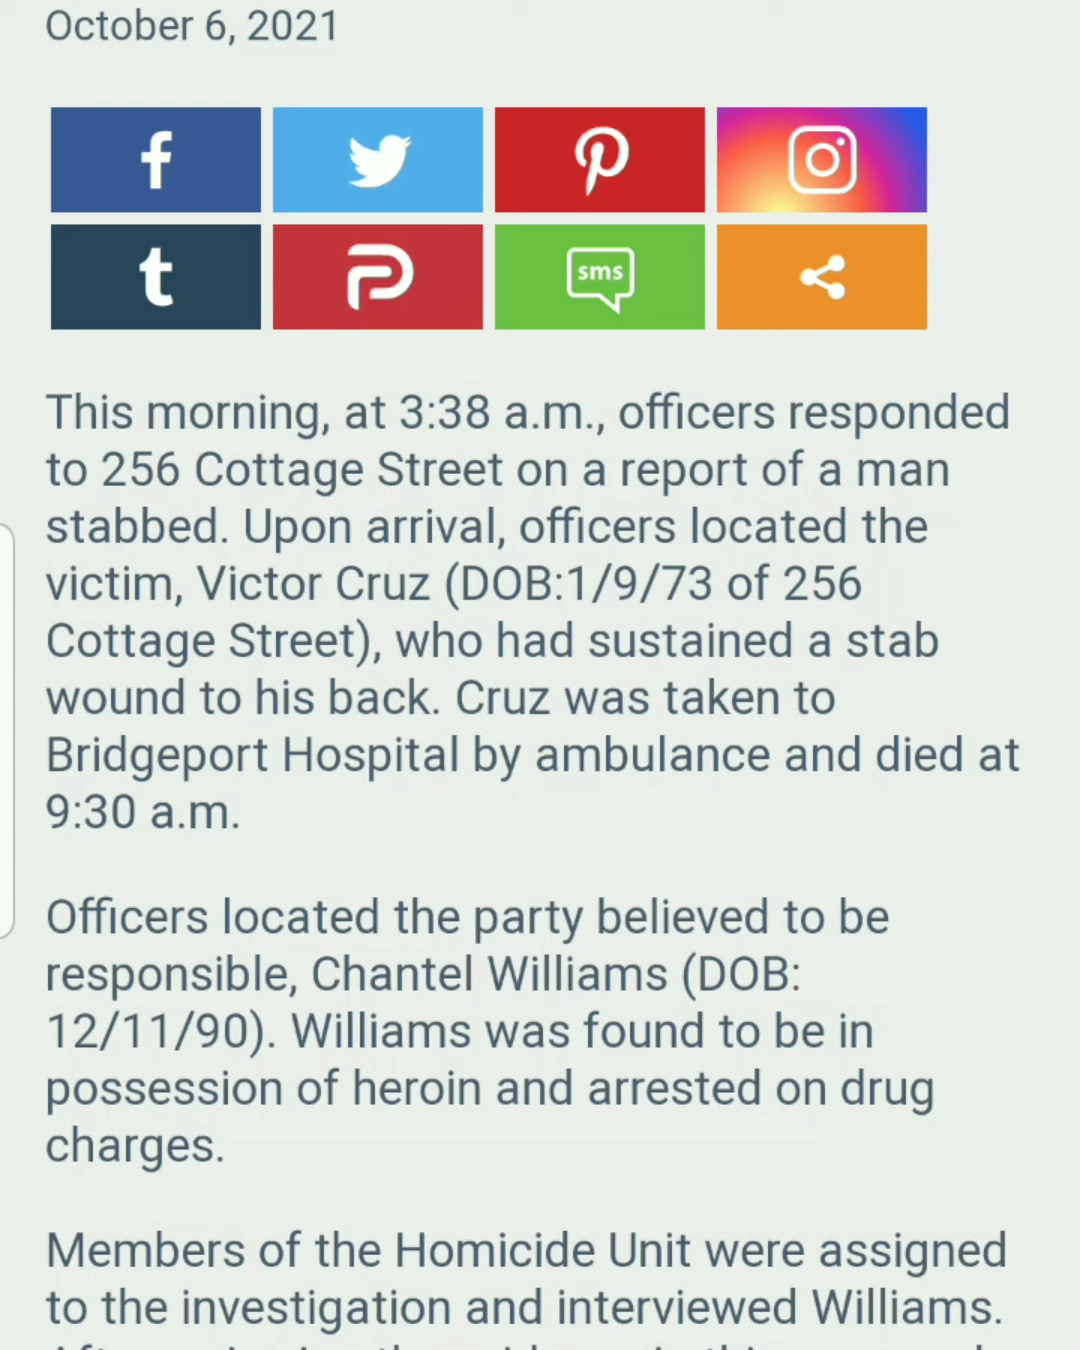 October 6, 2021
f
t
sms
This morning, at 3:38 a.m., officers responded
to 256 Cottage Street on a report of a man
stabbed. Upon arrival, officers located the
victim, Victor Cruz (DOB:1/9/73 of 256
Cottage Street), who had sustained a stab
wound to his back. Cruz was taken to
Bridgeport Hospital by ambulance and died at
9:30 a.m.
Officers located the party believed to be
responsible, Chantel Williams (DOB:
12/11/90). Williams was found to be in
possession of heroin and arrested on drug
charges.
Members of the Homicide Unit were assigned
to the investigation and interviewed Williams.